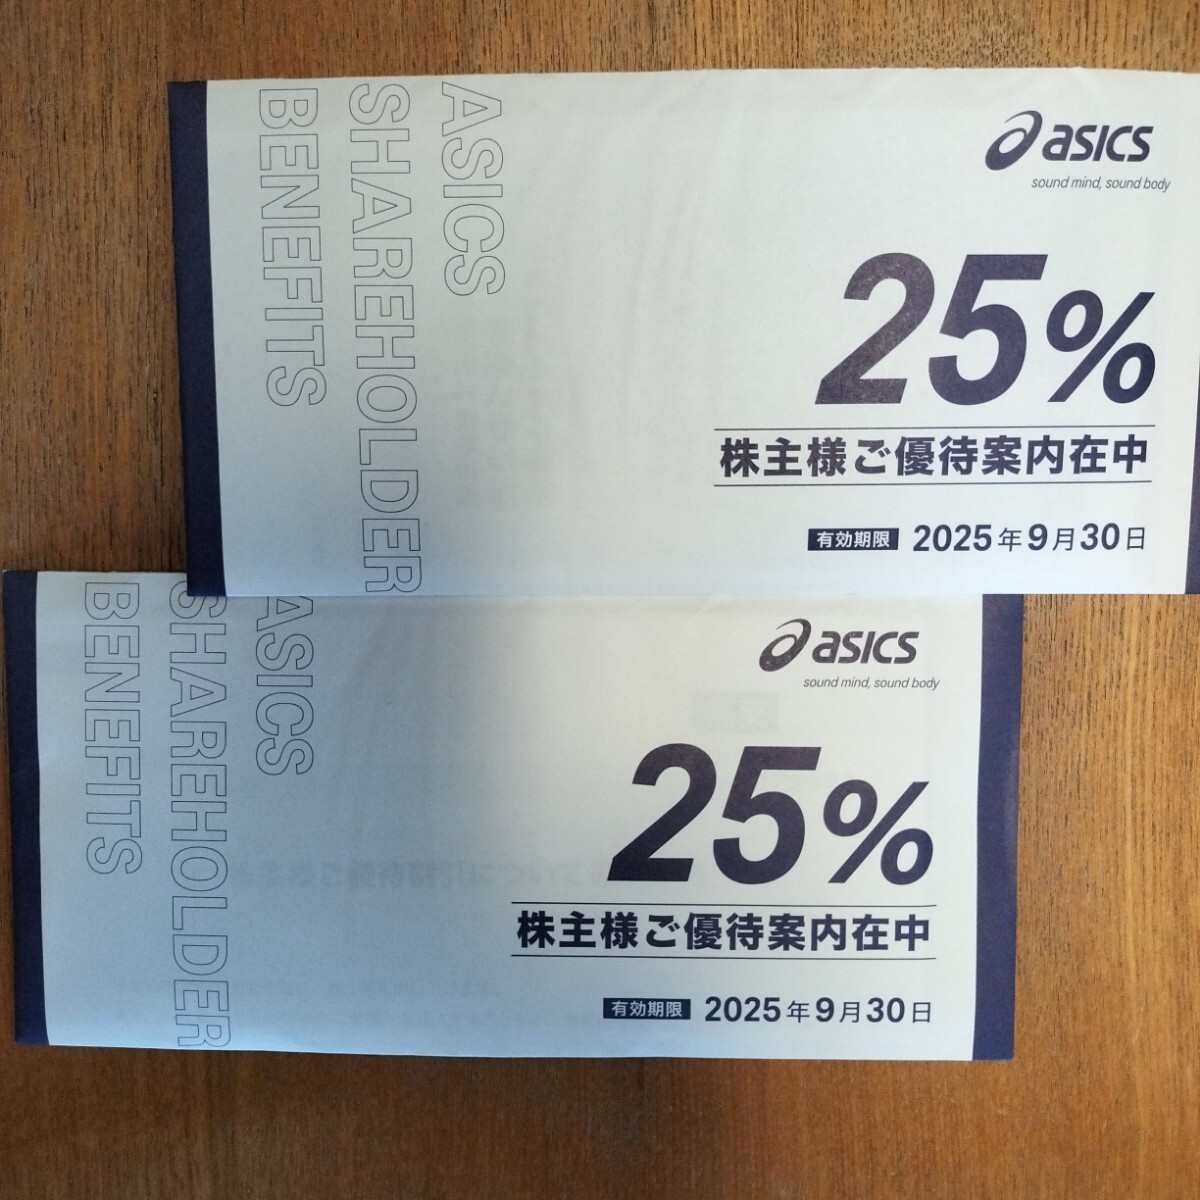 ASICS
SHAREHOLDER
BENEFITS
asics
sound mind, sound body
25%
株主様ご優待案内在中
有効期限 2025年9月30日
ASICS
SHAREHOLDER
BENEFITS
asics
sound mind, sound body
25%
株主様ご優待案内在中
有効期限 2025年9月30日